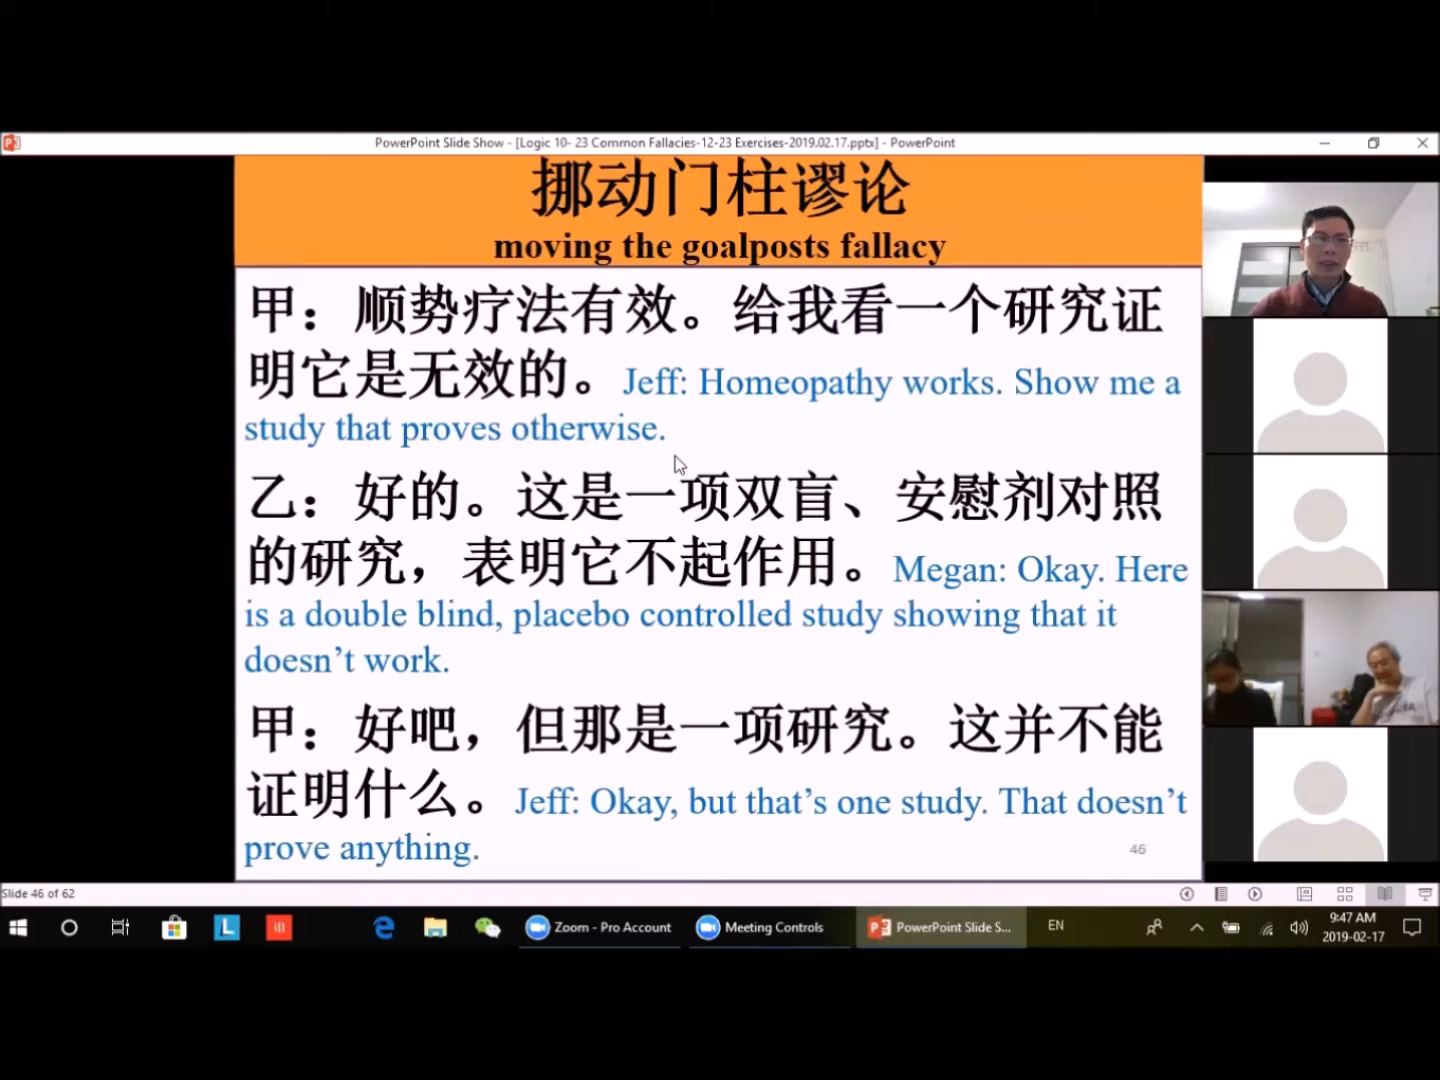 PowerPoint Slide Show - [Logic 10- 23 Common Fallacies-12-23 Exercises-2019.02.17.pptx] - PowerPoint
挪动门柱谬论
moving the goalposts fallacy
甲：顺势疗法有效。给我看一个研究证
明它是无效的。Jeff: Homeopathy works. Show me a
study that proves otherwise.
乙：好的。这是一项双盲、安慰剂对照
的研究，表明它不起作用。Megan: Okay. Here
is a double blind, placebo controlled study showing that it
doesn’t work.
甲：好吧，但那是一项研究。这并不能
证明什么。Jeff: Okay, but that’s one study. That doesn’t
prove anything.
46
Slide 46 of 62
Zoom - Pro Account
Meeting Controls
PowerPoint Slide S...
EN
9:47 AM
2019-02-17